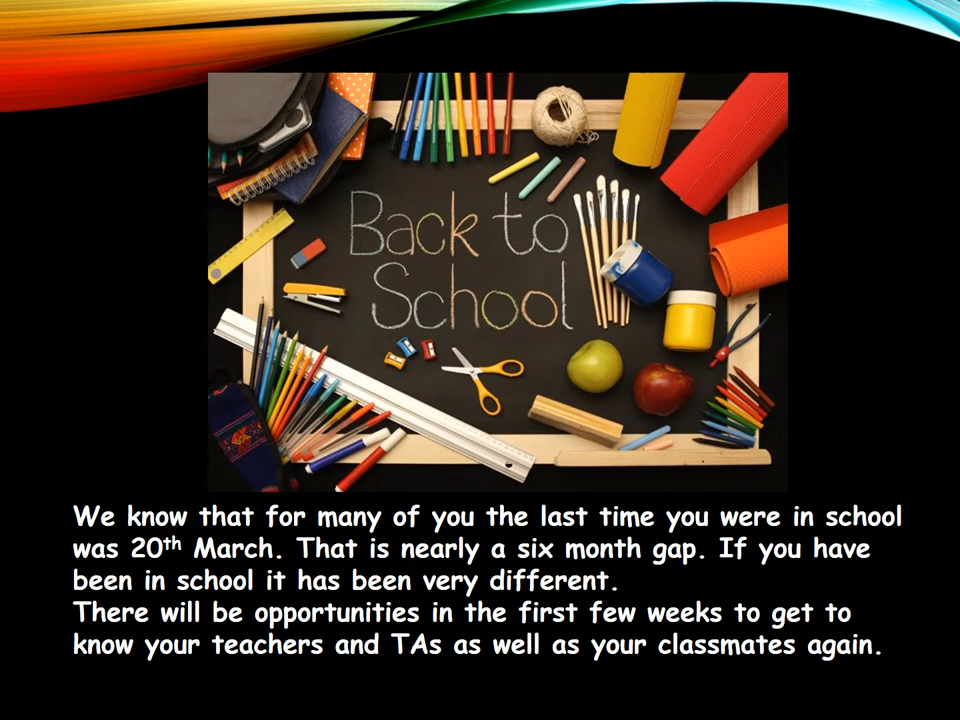 Back to
School
We know that for many of you the last time you were in school
was 20th March. That is nearly a six month gap. If you have
been in school it has been very different.
There will be opportunities in the first few weeks to get to
know your teachers and TAs as well as your classmates again.